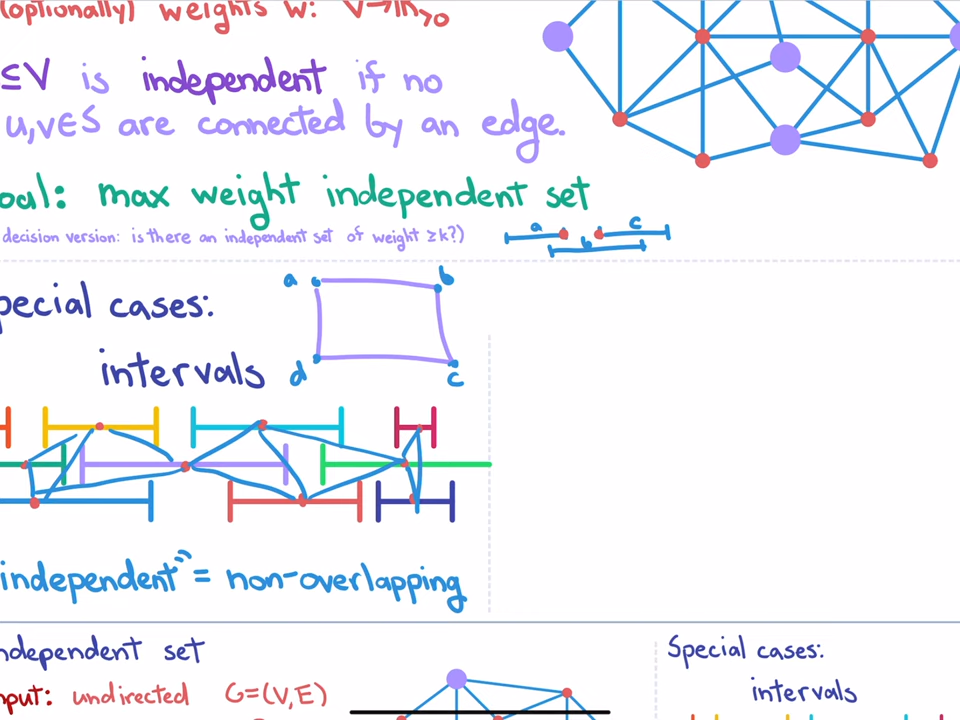 (optionally) weights w: V→ℝ>0
⊆V is independent if no
u,v∈S are connected by an edge.
oal: max weight independent set
decision version: is there an independent set of weight ≥k?)
a
c
b
pecial cases:
a
b
d
c
intervals
independent" = non-overlapping
ndependent set
nput: undirected G=(V,E)
Special cases:
intervals